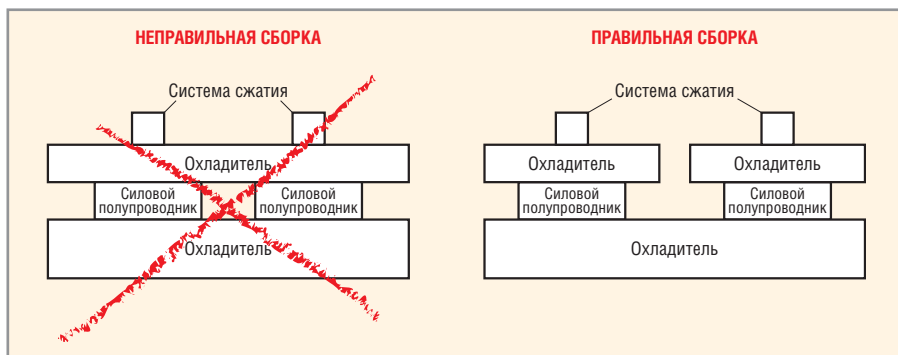 НЕПРАВИЛЬНАЯ СБОРКА
Система сжатия
Охладитель
Силовой
полупроводник
Силовой
полупроводник
Охладитель
ПРАВИЛЬНАЯ СБОРКА
Система сжатия
Охладитель
Охладитель
Силовой
полупроводник
Силовой
полупроводник
Охладитель